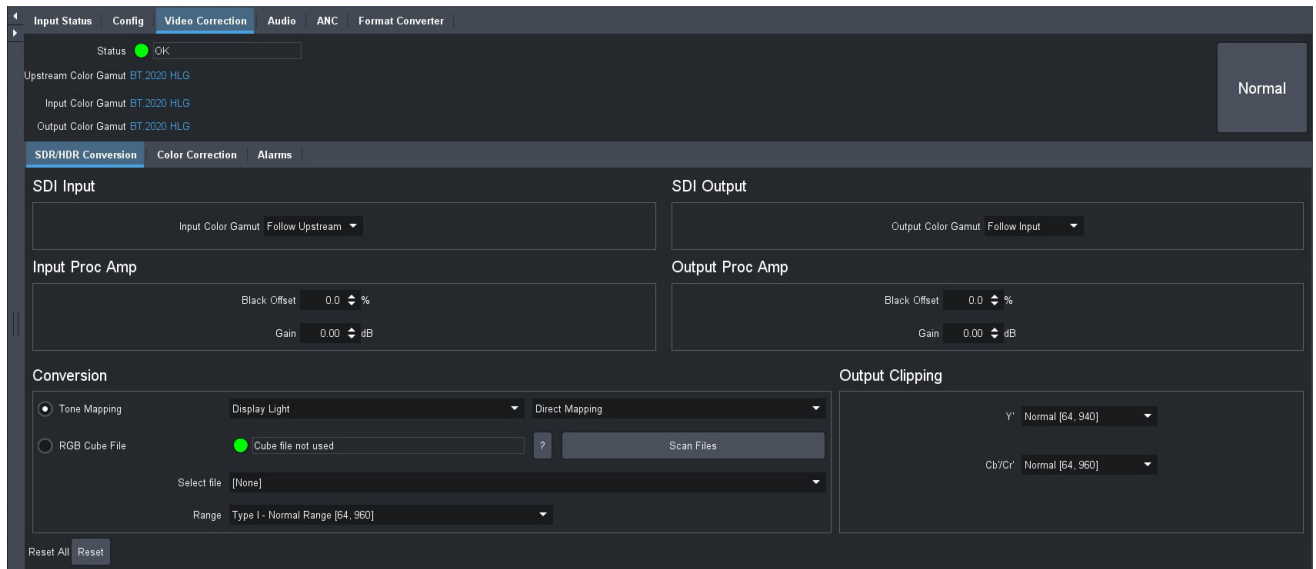 Input Status Config Video Correction Audio ANC Format Converter
Status OK
Upstream Color Gamut BT.2020 HLG
Input Color Gamut BT.2020 HLG
Output Color Gamut BT.2020 HLG
Normal
SDR/HDR Conversion Color Correction Alarms
SDI Input
Input Color Gamut Follow Upstream
SDI Output
Output Color Gamut Follow Input
Input Proc Amp
Black Offset 0.0 %
Gain 0.00 dB
Output Proc Amp
Black Offset 0.0 %
Gain 0.00 dB
Conversion
Tone Mapping Display Light Direct Mapping
RGB Cube File Cube file not used ? Scan Files
Select file [None]
Range Type I - Normal Range [64, 960]
Output Clipping
Y' Normal [64, 940]
Cb'/Cr' Normal [64, 960]
Reset All Reset